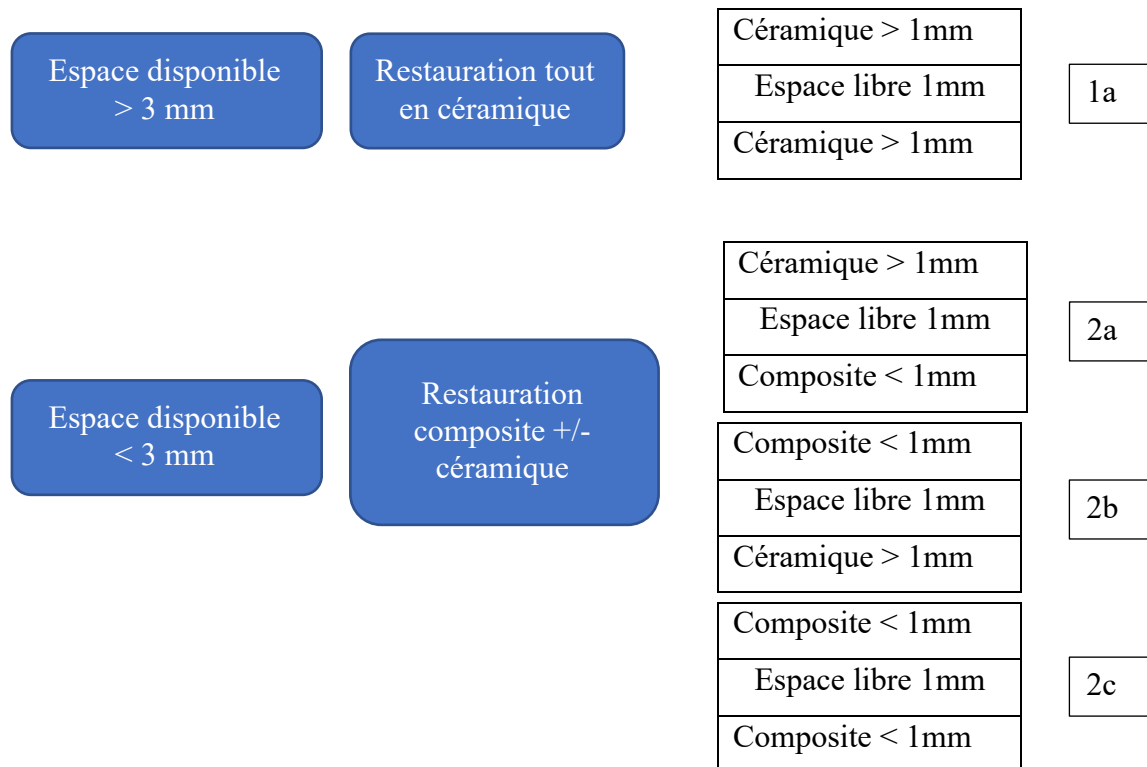 Espace disponible
> 3 mm
Restauration tout
en céramique
Céramique > 1mm
Espace libre 1mm
Céramique > 1mm
1a
Espace disponible
< 3 mm
Restauration
composite +/-
céramique
Céramique > 1mm
Espace libre 1mm
Composite < 1mm
2a
Composite < 1mm
Espace libre 1mm
Céramique > 1mm
2b
Composite < 1mm
Espace libre 1mm
Composite < 1mm
2c